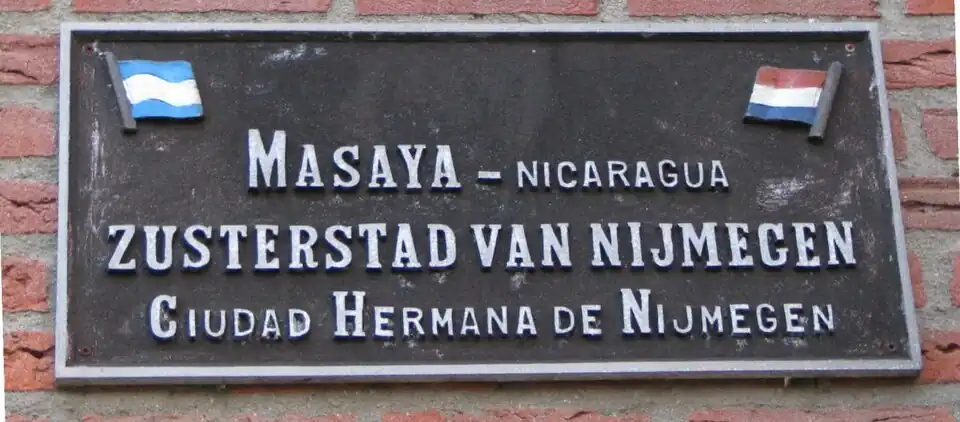 MASAYA - NICARAGUA
ZUSTERSTAD VAN NIJMEGEN
CIUDAD HERMANA DE NIJMEGEN